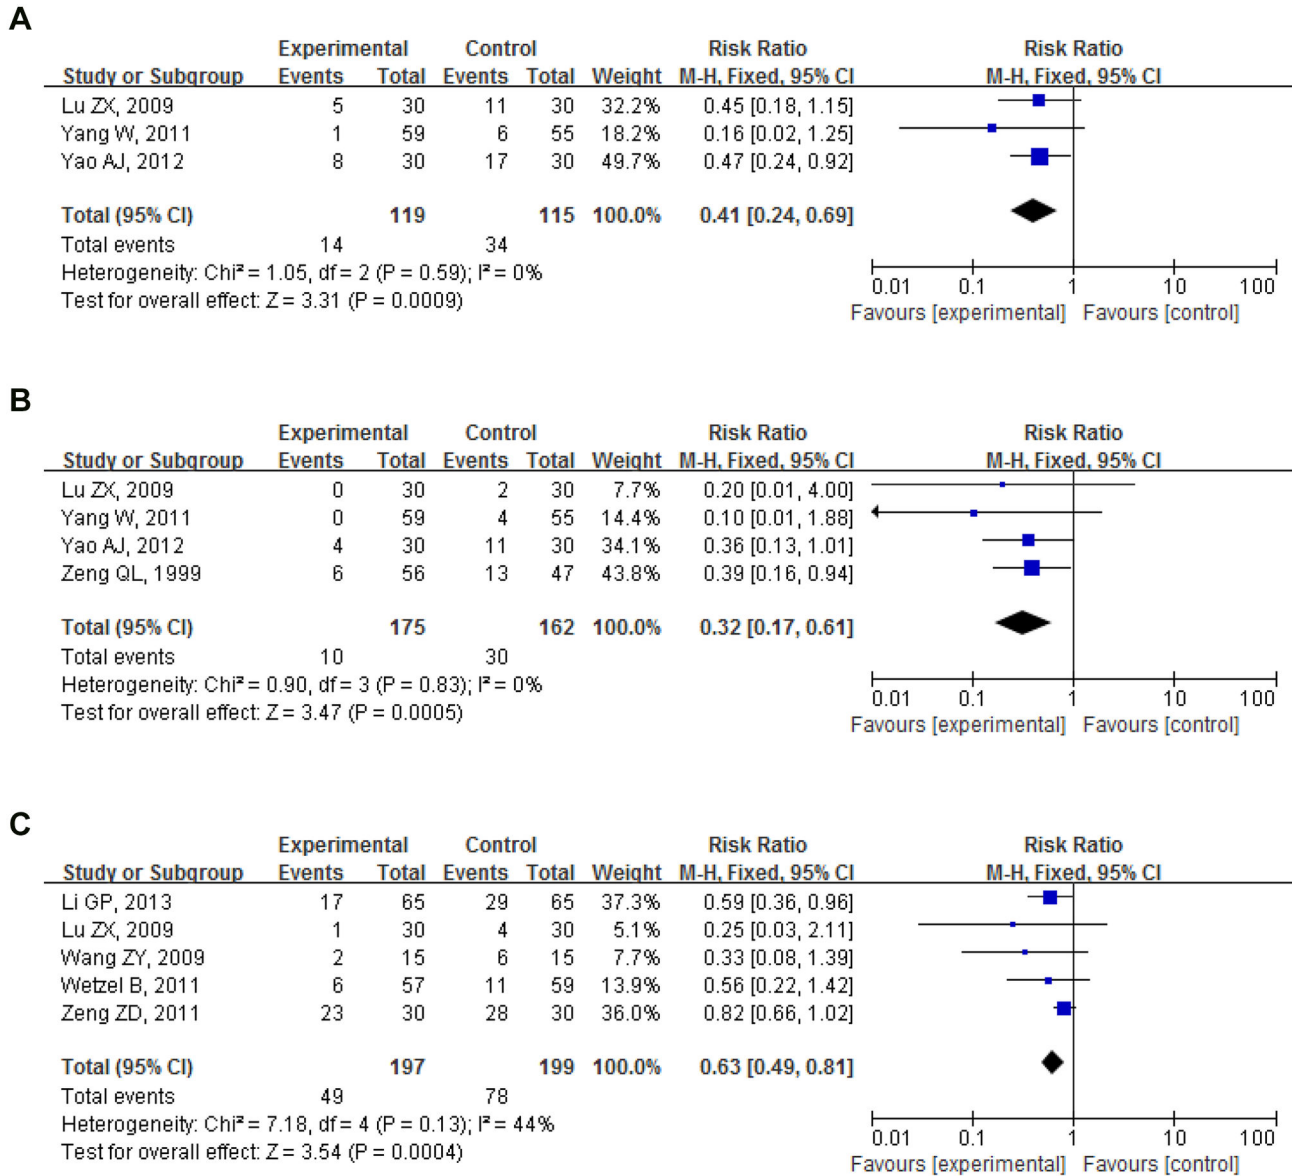 A
Experimental Control Risk Ratio Risk Ratio
Study or Subgroup Events Total Events Total Weight M-H, Fixed, 95% CI M-H, Fixed, 95% CI
Lu ZX, 2009 5 30 11 30 32.2% 0.45 [0.18, 1.15]
Yang W, 2011 1 59 6 55 18.2% 0.16 [0.02, 1.25]
Yao AJ, 2012 8 30 17 30 49.7% 0.47 [0.24, 0.92]
Total (95% CI) 119 115 100.0% 0.41 [0.24, 0.69]
Total events 14 34
Heterogeneity: Chi² = 1.05, df = 2 (P = 0.59); I² = 0%
Test for overall effect: Z = 3.31 (P = 0.0009)
0.01 0.1 1 10 100
Favours [experimental] Favours [control]
B
Experimental Control Risk Ratio Risk Ratio
Study or Subgroup Events Total Events Total Weight M-H, Fixed, 95% CI M-H, Fixed, 95% CI
Lu ZX, 2009 0 30 2 30 7.7% 0.20 [0.01, 4.00]
Yang W, 2011 0 59 4 55 14.4% 0.10 [0.01, 1.88]
Yao AJ, 2012 4 30 11 30 34.1% 0.36 [0.13, 1.01]
Zeng QL, 1999 6 56 13 47 43.8% 0.39 [0.16, 0.94]
Total (95% CI) 175 162 100.0% 0.32 [0.17, 0.61]
Total events 10 30
Heterogeneity: Chi² = 0.90, df = 3 (P = 0.83); I² = 0%
Test for overall effect: Z = 3.47 (P = 0.0005)
0.01 0.1 1 10 100
Favours [experimental] Favours [control]
C
Experimental Control Risk Ratio Risk Ratio
Study or Subgroup Events Total Events Total Weight M-H, Fixed, 95% CI M-H, Fixed, 95% CI
Li GP, 2013 17 65 29 65 37.3% 0.59 [0.36, 0.96]
Lu ZX, 2009 1 30 4 30 5.1% 0.25 [0.03, 2.11]
Wang ZY, 2009 2 15 6 15 7.7% 0.33 [0.08, 1.39]
Wetzel B, 2011 6 57 11 59 13.9% 0.56 [0.22, 1.42]
Zeng ZD, 2011 23 30 28 30 36.0% 0.82 [0.66, 1.02]
Total (95% CI) 197 199 100.0% 0.63 [0.49, 0.81]
Total events 49 78
Heterogeneity: Chi² = 7.18, df = 4 (P = 0.13); I² = 44%
Test for overall effect: Z = 3.54 (P = 0.0004)
0.01 0.1 1 10 100
Favours [experimental] Favours [control]